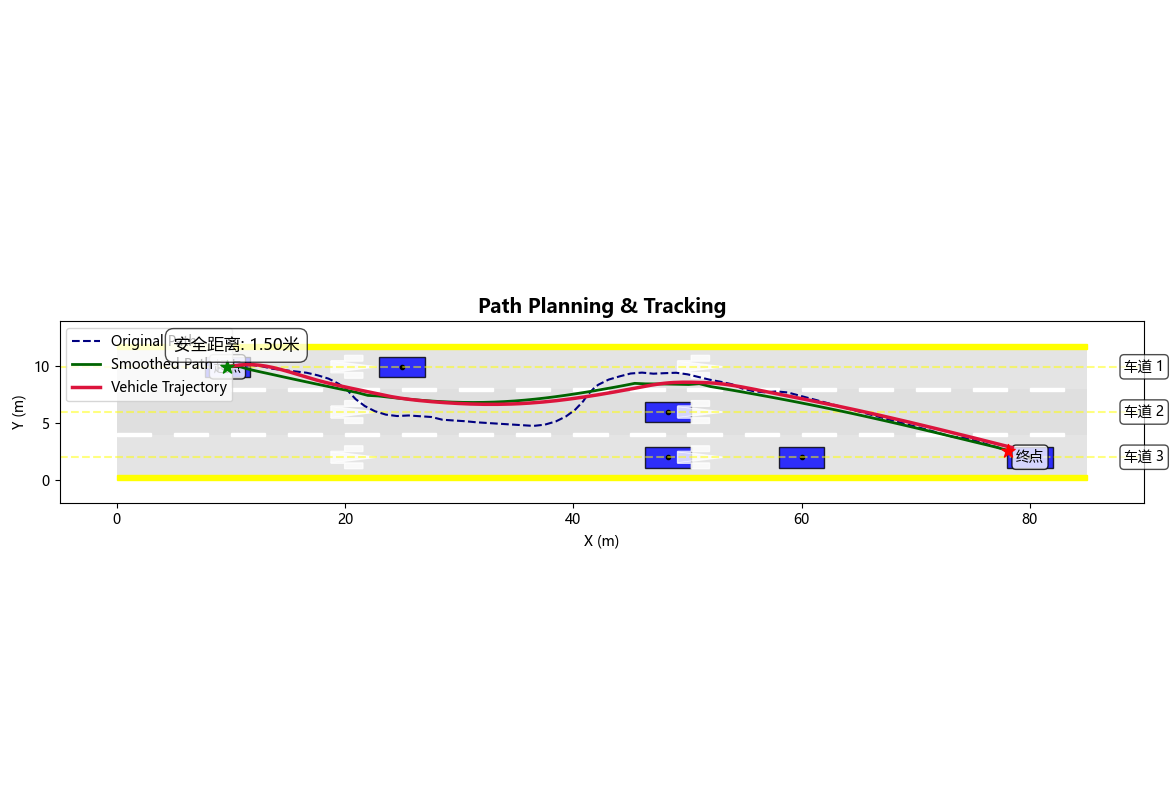 Path Planning & Tracking
Original Path
安全距离: 1.50米
Smoothed Path
Vehicle Trajectory
车道 1
车道 2
车道 3
终点
Y (m)
10
5
0
0
20
40
60
80
X (m)